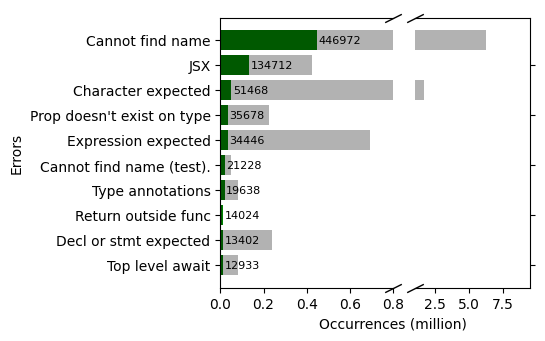 Cannot find name
446972
JSX
134712
Character expected
51468
Prop doesn't exist on type
35678
Expression expected
34446
Cannot find name (test).
21228
Type annotations
19638
Return outside func
14024
Decl or stmt expected
13402
Top level await
12933
Errors
0.0 0.2 0.4 0.6 0.8 2.5 5.0 7.5
Occurrences (million)